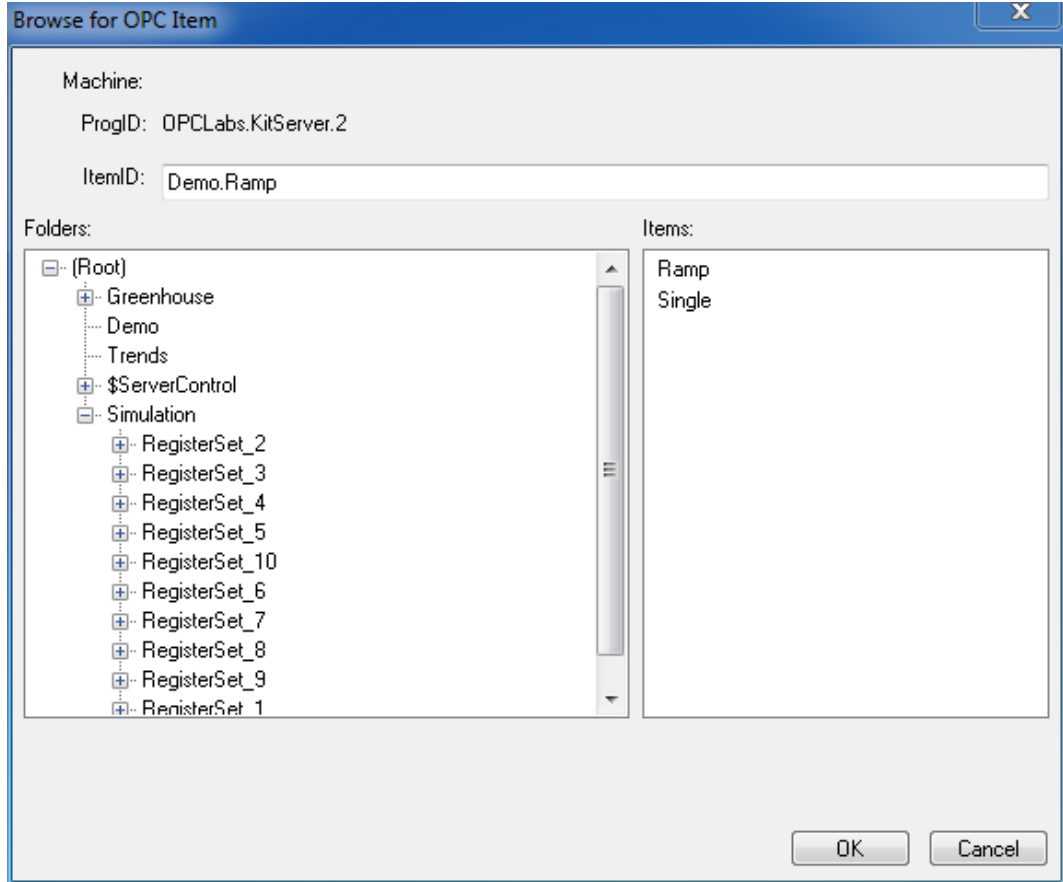 Browse for OPC Item
Machine:
ProgID: OPCLabs.KitServer.2
ItemID: Demo.Ramp
Folders:
(Root)
Greenhouse
Demo
Trends
$ServerControl
Simulation
RegisterSet_2
RegisterSet_3
RegisterSet_4
RegisterSet_5
RegisterSet_10
RegisterSet_6
RegisterSet_7
RegisterSet_8
RegisterSet_9
RegisterSet_1
Items:
Ramp
Single
OK Cancel